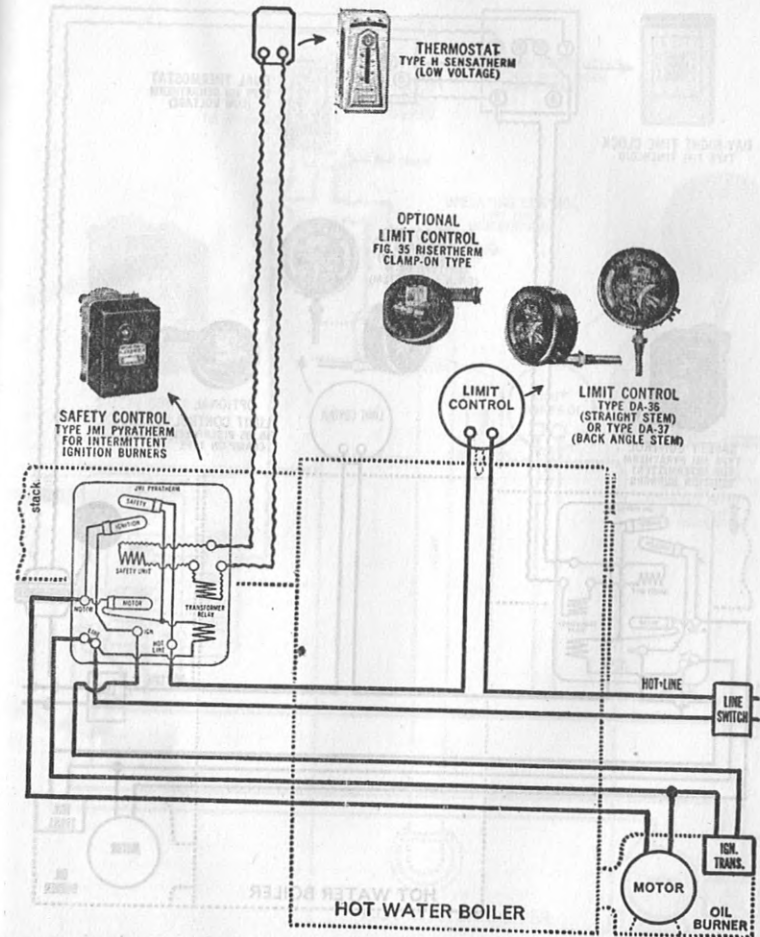 THERMOSTAT
TYPE H SENSATHERM
(LOW VOLTAGE)
OPTIONAL
LIMIT CONTROL
FIG. 35 RISERTHERM
CLAMP-ON TYPE
SAFETY CONTROL
TYPE JMI PYRATHERM
FOR INTERMITTENT
IGNITION BURNERS
LIMIT
CONTROL
LIMIT CONTROL
TYPE DA-36
(STRAIGHT STEM)
OR TYPE DA-37
(BACK ANGLE STEM)
stack
JMI PYRATHERM
SAFETY
IGNITION
SAFETY UNIT
MOTOR
MOTOR
TRANSFORMER
RELAY
IGN
HOT
LINE
HOT-LINE
LINE
SWITCH
IGN.
TRANS.
MOTOR
OIL
BURNER
HOT WATER BOILER